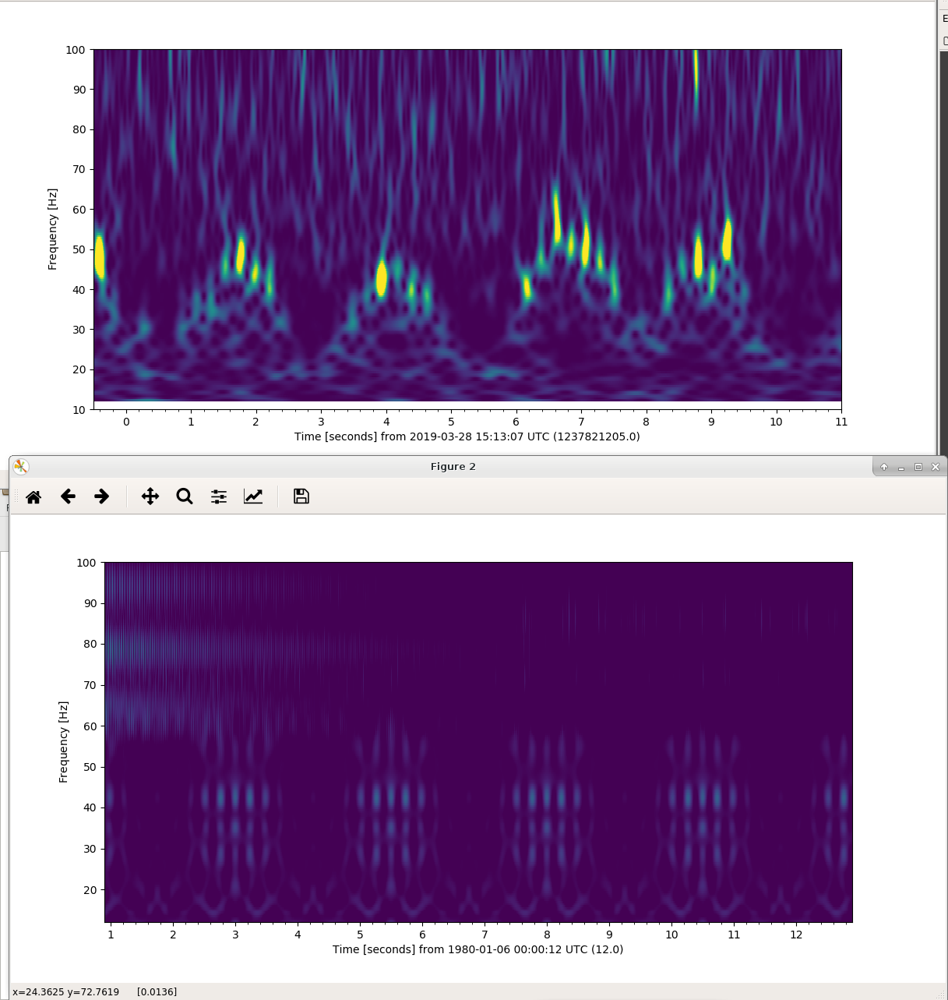 E
100
90
80
70
60
50
40
30
20
10
Frequency [Hz]
0 1 2 3 4 5 6 7 8 9 10 11
Time [seconds] from 2019-03-28 15:13:07 UTC (1237821205.0)
Figure 2
100
90
80
70
60
50
40
30
20
Frequency [Hz]
1 2 3 4 5 6 7 8 9 10 11 12
Time [seconds] from 1980-01-06 00:00:12 UTC (12.0)
x=24.3625 y=72.7619 [0.0136]